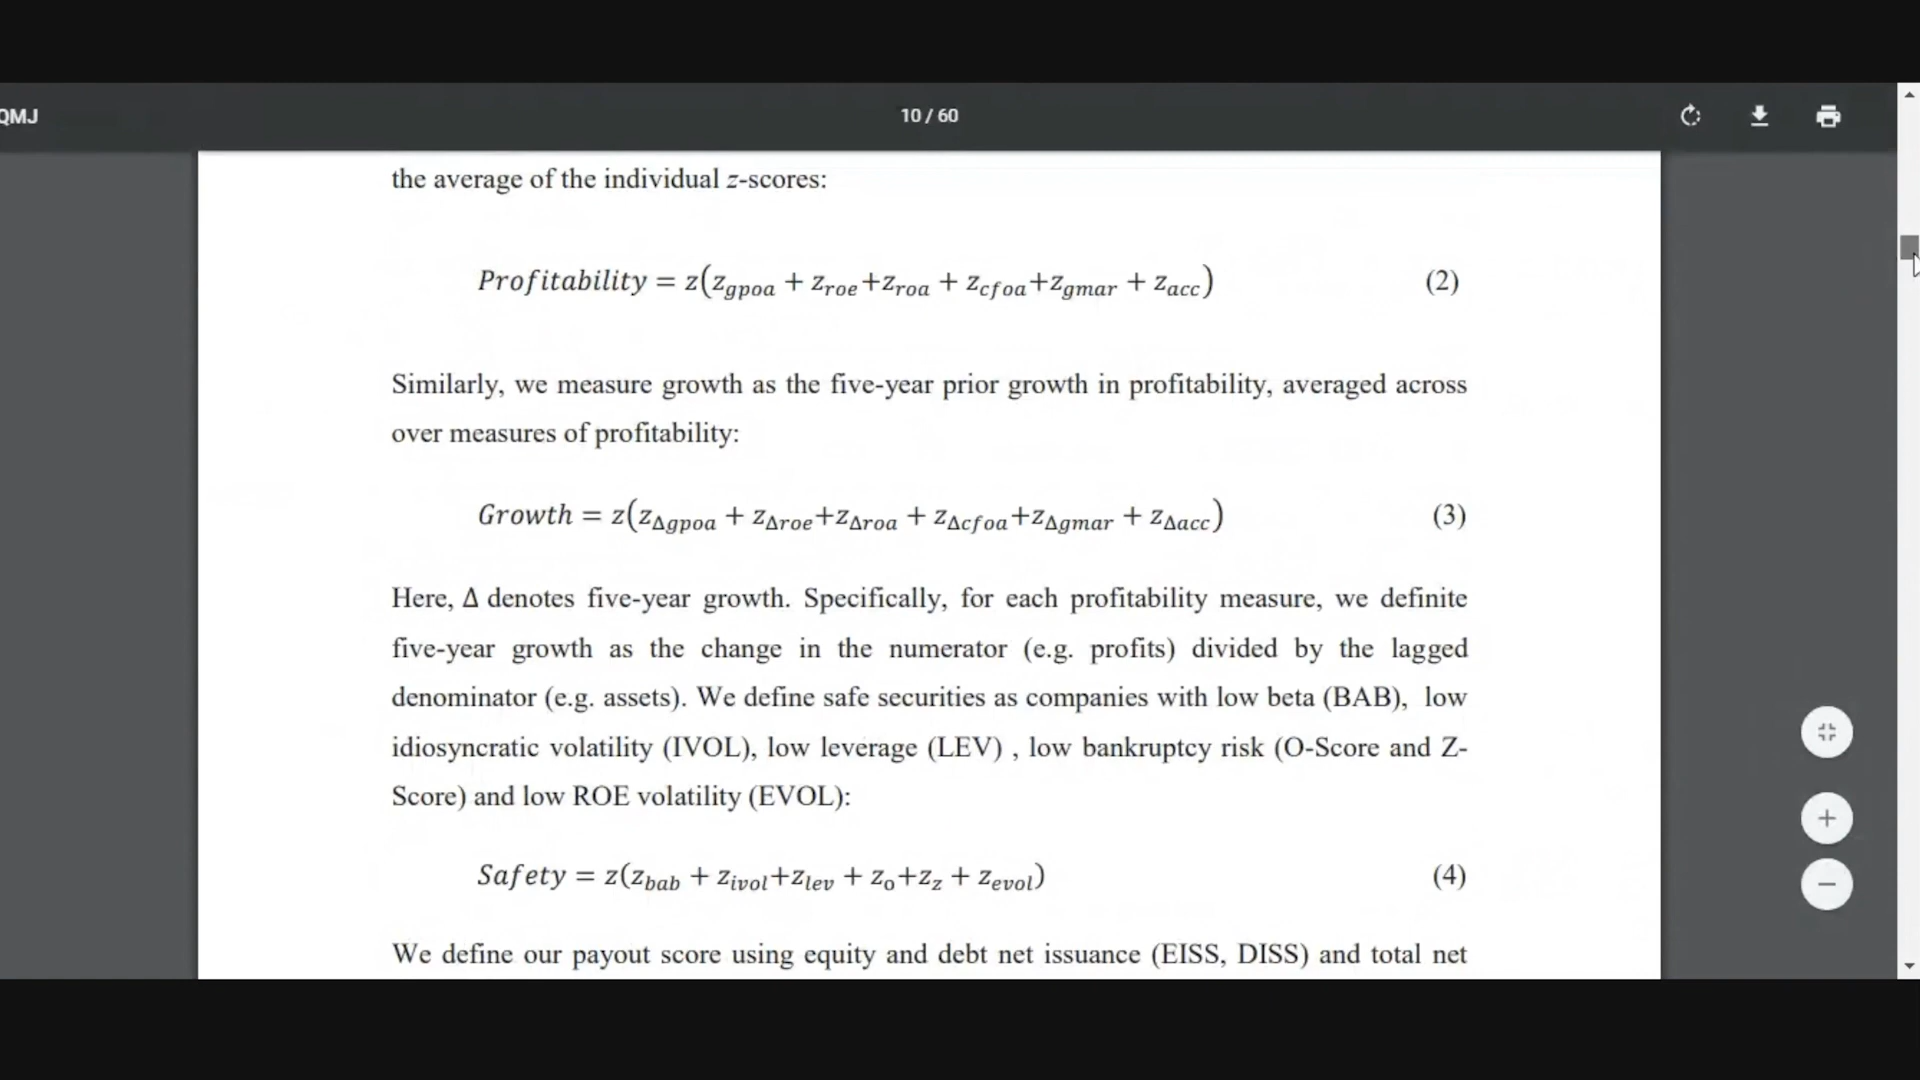 QMJ
10 / 60
the average of the individual z-scores:
Profitability = z(z_gpoa + z_roe+z_roa + z_cfoa+z_gmar + z_acc) (2)
Similarly, we measure growth as the five-year prior growth in profitability, averaged across
over measures of profitability:
Growth = z(z_Δgpoa + z_Δroe+z_Δroa + z_Δcfoa+z_Δgmar + z_Δacc) (3)
Here, Δ denotes five-year growth. Specifically, for each profitability measure, we definite
five-year growth as the change in the numerator (e.g. profits) divided by the lagged
denominator (e.g. assets). We define safe securities as companies with low beta (BAB), low
idiosyncratic volatility (IVOL), low leverage (LEV) , low bankruptcy risk (O-Score and Z-
Score) and low ROE volatility (EVOL):
Safety = z(z_bab + z_ivol+z_lev + z_o+z_z + z_evol) (4)
We define our payout score using equity and debt net issuance (EISS, DISS) and total net